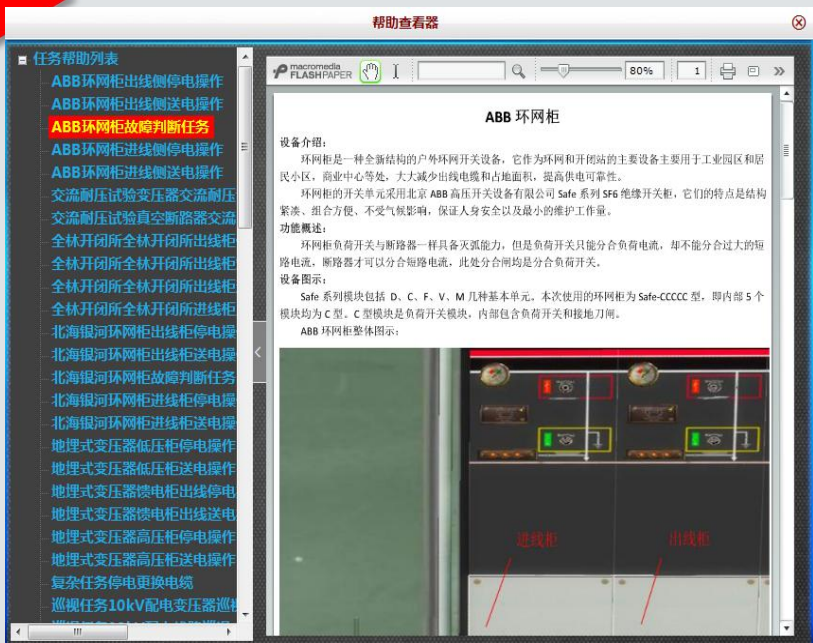 帮助查看器
任务帮助列表
ABB环网柜出线侧停电操作
ABB环网柜出线侧送电操作
ABB环网柜故障判断任务
ABB环网柜进线侧停电操作
ABB环网柜进线侧送电操作
交流耐压试验变压器交流耐压
交流耐压试验真空断路器交流
全林开闭所全林开闭所出线柜
全林开闭所全林开闭所出线柜
全林开闭所全林开闭所出线柜
全林开闭所全林开闭所进线柜
北海银河环网柜出线柜停电操
北海银河环网柜出线柜送电操
北海银河环网柜故障判断任务
北海银河环网柜进线柜停电操
北海银河环网柜进线柜送电操
地埋式变压器低压柜停电操作
地埋式变压器低压柜送电操作
地埋式变压器馈电柜出线停电
地埋式变压器馈电柜出线送电
地埋式变压器高压柜停电操作
地埋式变压器高压柜送电操作
复杂任务停电更换电缆
巡视任务10kV配电变压器巡视
macromedia
FLASHPAPER
80%
1
ABB 环网柜
设备介绍:
环网柜是一种全新结构的户外环网开关设备，它作为环网和开闭站的主要设备主要用于工业园区和居
民小区，商业中心等处，大大减少出线电缆和占地面积，提高供电可靠性。
环网柜的开关单元采用北京 ABB 高压开关设备有限公司 Safe 系列 SF6 绝缘开关柜，它们的特点是结构
紧凑、组合方便、不受气候影响，保证人身安全以及最小的维护工作量。
功能概述:
环网柜负荷开关与断路器一样具备灭弧能力，但是负荷开关只能分合负荷电流，却不能分合过大的短
路电流，断路器才可以分合短路电流，此处分合闸均是分合负荷开关。
设备图示:
Safe 系列模块包括 D、C、F、V、M 几种基本单元。本次使用的环网柜为 Safe-CCCCC 型，即内部 5 个
模块均为 C 型。C 型模块是负荷开关模块，内部包含负荷开关和接地刀闸。
ABB 环网柜整体图示:
进线柜
出线柜